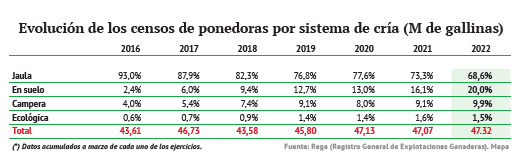 Evolución de los censos de ponedoras por sistema de cría (M de gallinas)
2016 2017 2018 2019 2020 2021 2022
Jaula 93,0% 87,9% 82,3% 76,8% 77,6% 73,3% 68,6%
En suelo 2,4% 6,0% 9,4% 12,7% 13,0% 16,1% 20,0%
Campera 4,0% 5,4% 7,4% 9,1% 8,0% 9,1% 9,9%
Ecológica 0,6% 0,7% 0,9% 1,4% 1,4% 1,6% 1,5%
Total 43,61 46,73 43,58 45,80 47,13 47,07 47.32
(*) Datos acumulados a marzo de cada uno de los ejercicios. Fuente: Rega (Registro General de Explotaciones Ganaderas). Mapa